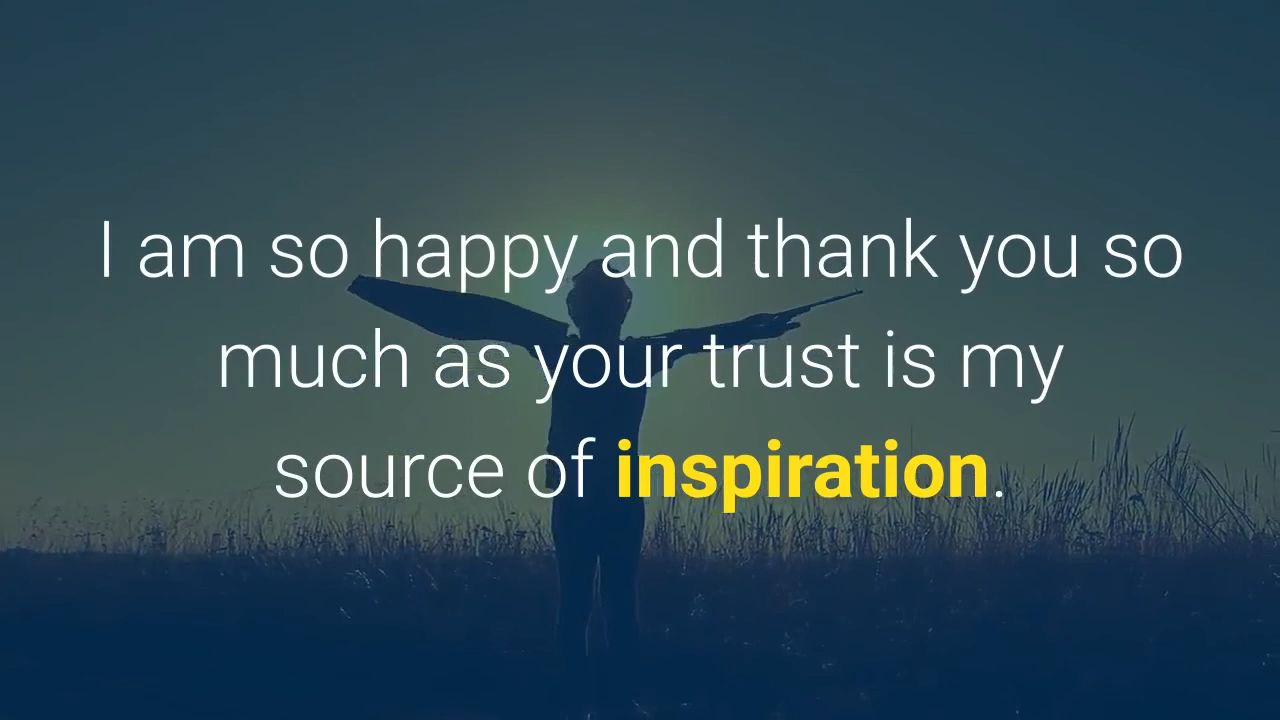 I am so happy and thank you so
much as your trust is my
source of inspiration.